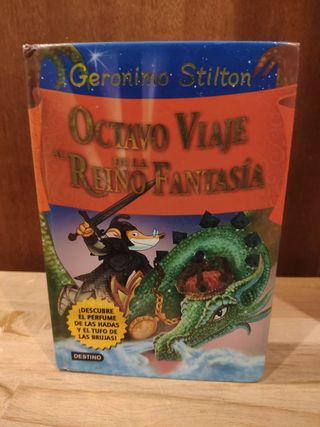 Geronimo Stilton
OCTAVO VIAJE
AL DE LA
REINO FANTASÍA
¡DESCUBRE
EL PERFUME
DE LAS HADAS
Y EL TUFO DE
LAS BRUJAS!
DESTINO